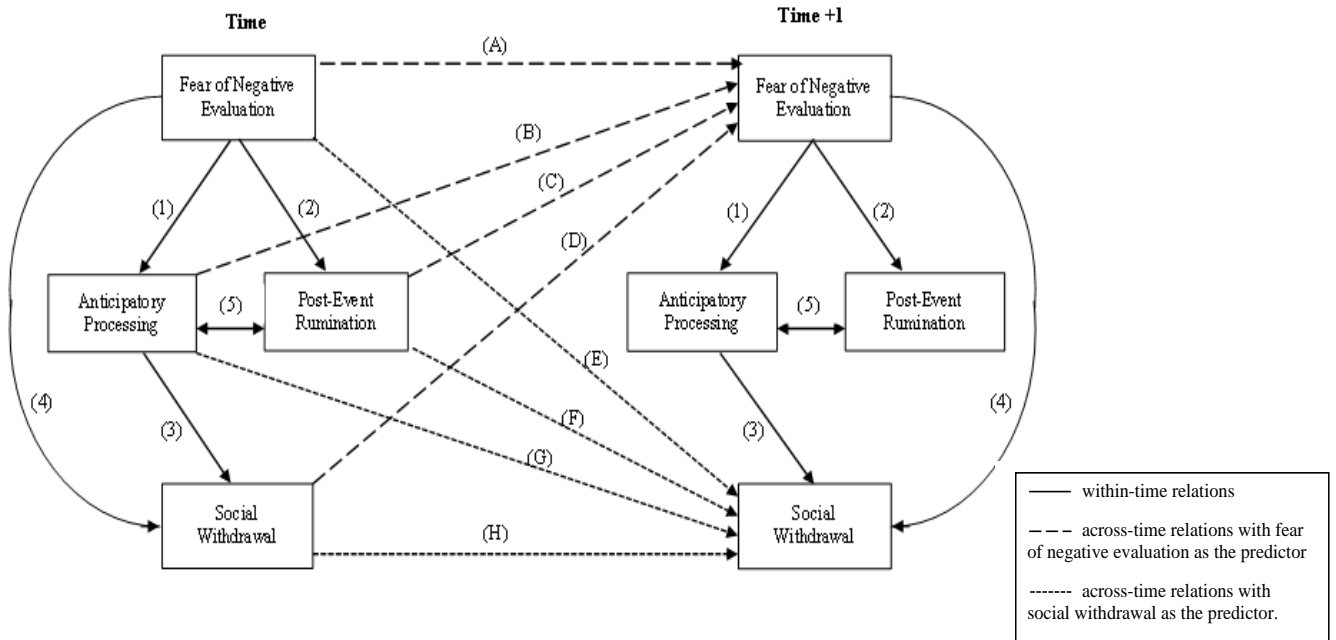 Time
Time +1
(A)
Fear of Negative
Evaluation
Fear of Negative
Evaluation
(B)
(C)
(1)
(2)
(D)
(1)
(2)
Anticipatory
Processing
(5)
Post-Event
Rumination
Anticipatory
Processing
(5)
Post-Event
Rumination
(E)
(4)
(3)
(F)
(G)
(3)
(4)
Social
Withdrawal
(H)
Social
Withdrawal
within-time relations
across-time relations with fear
of negative evaluation as the predictor
across-time relations with
social withdrawal as the predictor.